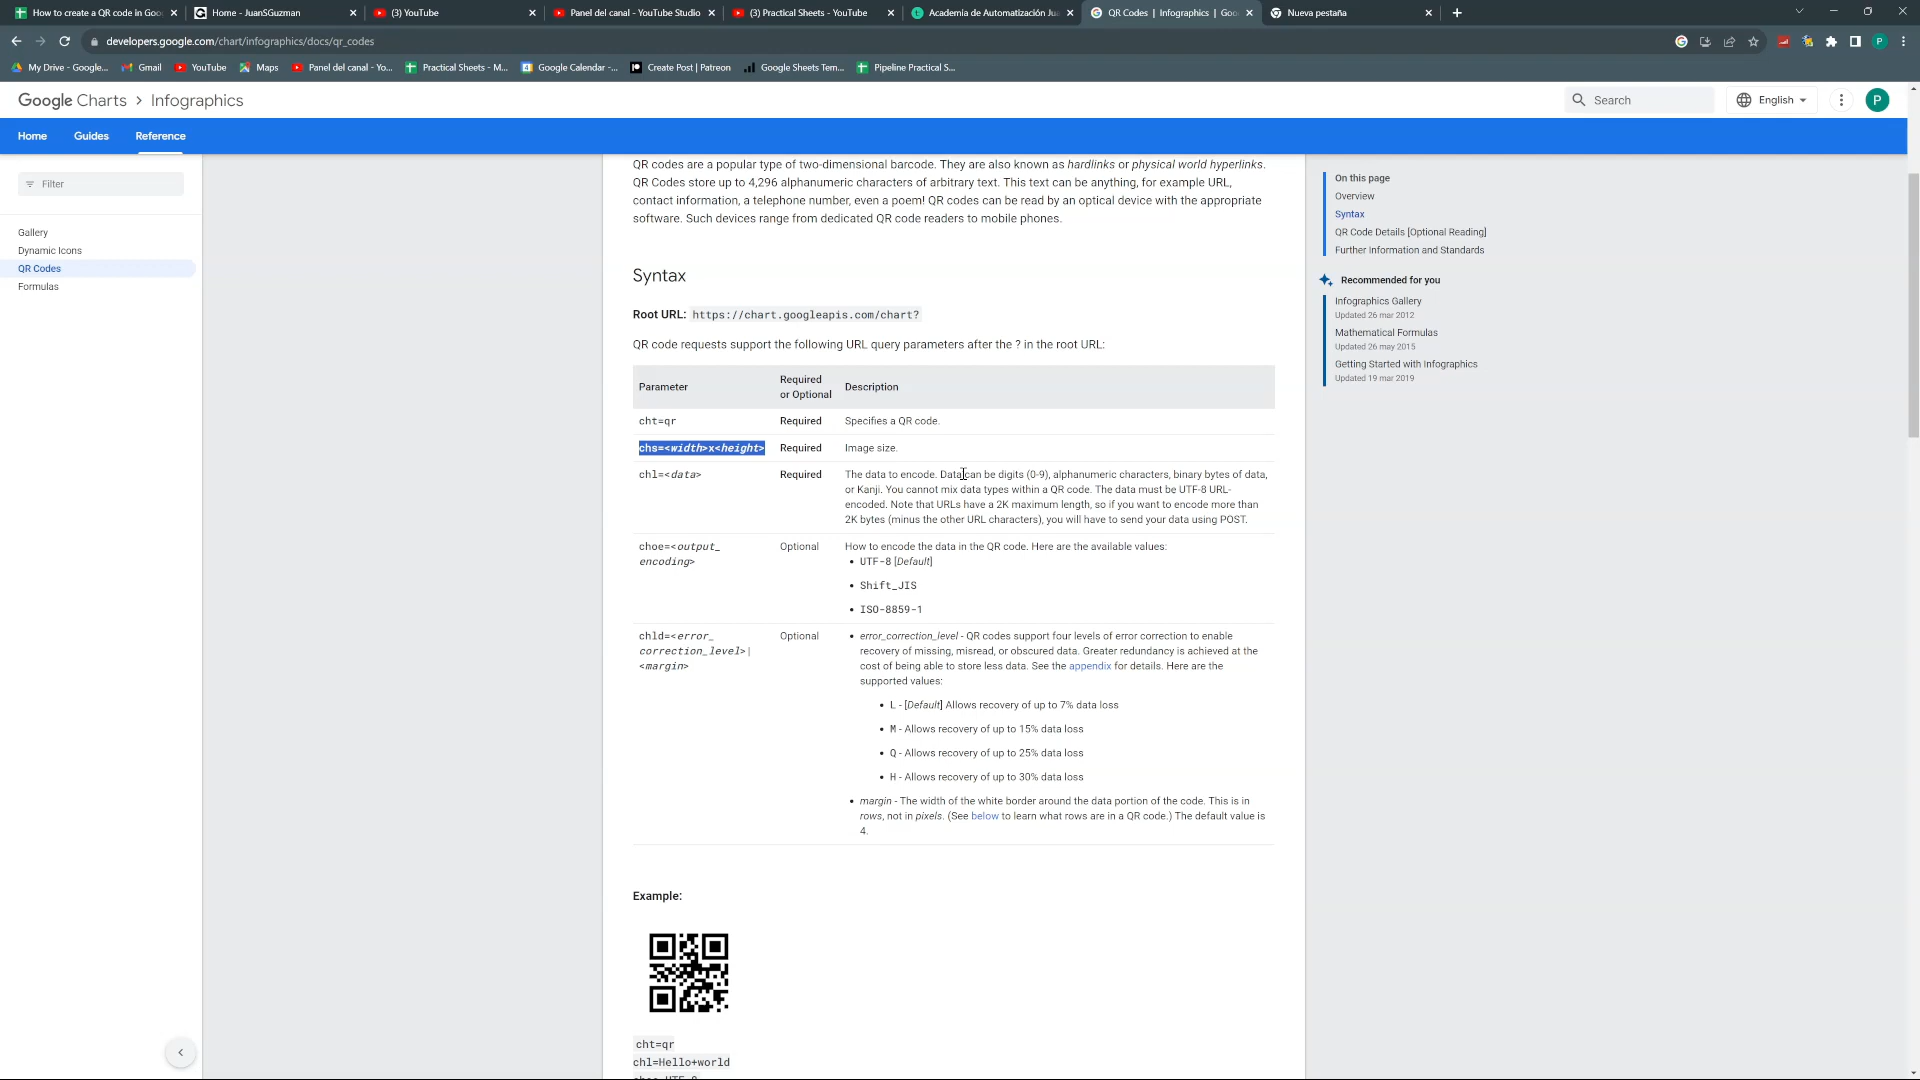 How to create a QR code in Goo
Home - JuanSGuzman
(3) YouTube
Panel del canal - YouTube Studio
(3) Practical Sheets - YouTube
Academia de Automatización Jua
QR Codes | Infographics | Goo
Nueva pestaña
developers.google.com/chart/infographics/docs/qr_codes
My Drive - Google...
Gmail
YouTube
Maps
Panel del canal - Yo...
Practical Sheets - M...
Google Calendar -...
Create Post | Patreon
Google Sheets Tem...
Pipeline Practical S...
Google Charts > Infographics
Search
English
P
Home
Guides
Reference
Filter
Gallery
Dynamic Icons
QR Codes
Formulas
QR codes are a popular type of two-dimensional barcode. They are also known as hardlinks or physical world hyperlinks.
QR Codes store up to 4,296 alphanumeric characters of arbitrary text. This text can be anything, for example URL,
contact information, a telephone number, even a poem! QR codes can be read by an optical device with the appropriate
software. Such devices range from dedicated QR code readers to mobile phones.
Syntax
Root URL: https://chart.googleapis.com/chart?
QR code requests support the following URL query parameters after the ? in the root URL:
Parameter
Required
or Optional
Description
cht=qr
Required
Specifies a QR code.
chs=<width>x<height>
Required
Image size.
chl=<data>
Required
The data to encode. Data can be digits (0-9), alphanumeric characters, binary bytes of data,
or Kanji. You cannot mix data types within a QR code. The data must be UTF-8 URL-
encoded. Note that URLs have a 2K maximum length, so if you want to encode more than
2K bytes (minus the other URL characters), you will have to send your data using POST.
choe=<output_
encoding>
Optional
How to encode the data in the QR code. Here are the available values:
• UTF-8 [Default]
• Shift_JIS
• ISO-8859-1
chld=<error_
correction_level>|
<margin>
Optional
• error_correction_level - QR codes support four levels of error correction to enable
recovery of missing, misread, or obscured data. Greater redundancy is achieved at the
cost of being able to store less data. See the appendix for details. Here are the
supported values:
• L - [Default] Allows recovery of up to 7% data loss
• M - Allows recovery of up to 15% data loss
• Q - Allows recovery of up to 25% data loss
• H - Allows recovery of up to 30% data loss
• margin - The width of the white border around the data portion of the code. This is in
rows, not in pixels. (See below to learn what rows are in a QR code.) The default value is
4.
Example:
cht=qr
chl=Hello+world
choe=UTF-8
On this page
Overview
Syntax
QR Code Details [Optional Reading]
Further Information and Standards
Recommended for you
Infographics Gallery
Updated 26 mar 2012
Mathematical Formulas
Updated 26 may 2015
Getting Started with Infographics
Updated 19 mar 2019